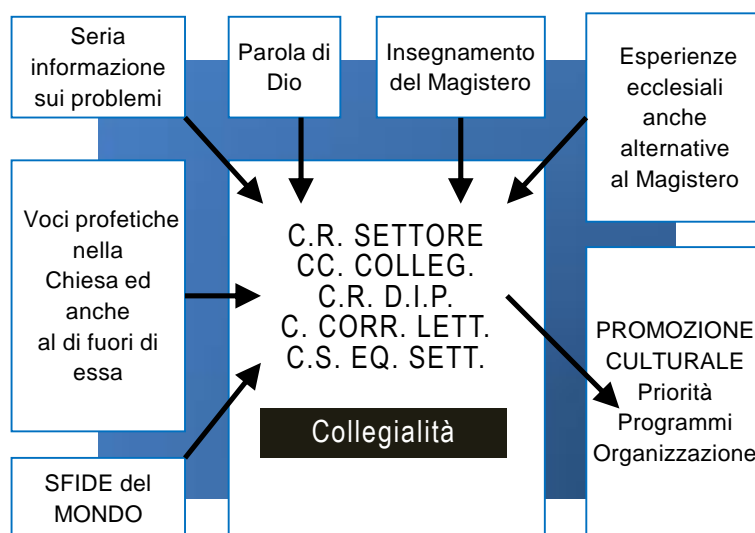 Seria
informazione
sui problemi
Parola di
Dio
Insegnamento
del Magistero
Esperienze
ecclesiali
anche
alternative
al Magistero
Voci profetiche
nella
Chiesa ed
anche
al di fuori di
essa
C.R. SETTORE
CC. COLLEG.
C.R. D.I.P.
C. CORR. LETT.
C.S. EQ. SETT.
Collegialità
PROMOZIONE
CULTURALE
Priorità
Programmi
Organizzazione
SFIDE del
MONDO